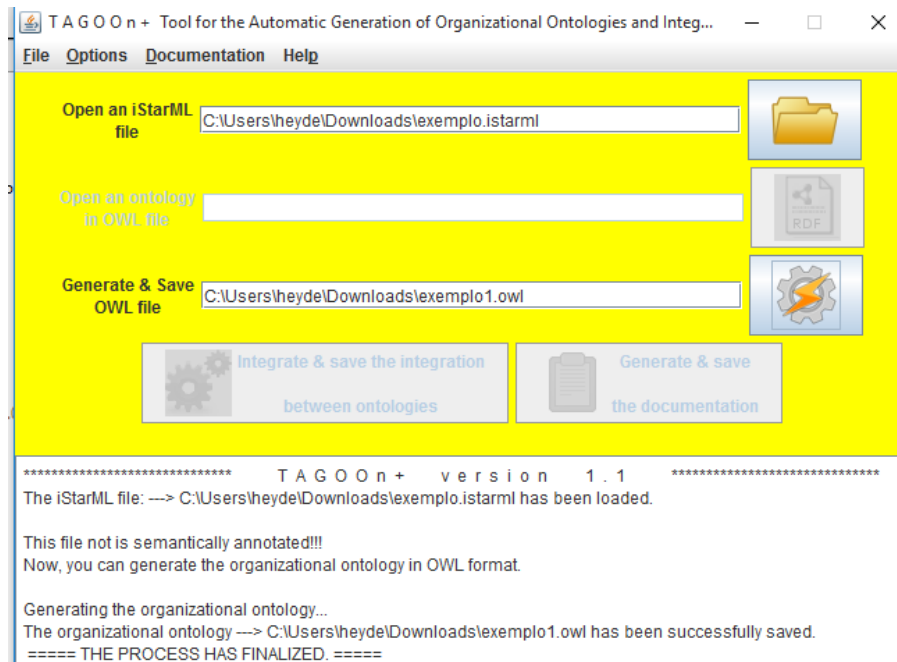 T A G O O n + Tool for the Automatic Generation of Organizational Ontologies and Integ...
File Options Documentation Help
Open an iStarML
file
C:\Users\heyde\Downloads\exemplo.istarml
Open an ontology
in OWL file
RDF
Generate & Save
OWL file
C:\Users\heyde\Downloads\exemplo1.owl
Integrate & save the integration
between ontologies
Generate & save
the documentation
****************************** T A G O O n + v e r s i o n 1 . 1 ******************************
The iStarML file: ---> C:\Users\heyde\Downloads\exemplo.istarml has been loaded.
This file not is semantically annotated!!!
Now, you can generate the organizational ontology in OWL format.
Generating the organizational ontology...
The organizational ontology ---> C:\Users\heyde\Downloads\exemplo1.owl has been successfully saved.
===== THE PROCESS HAS FINALIZED. =====